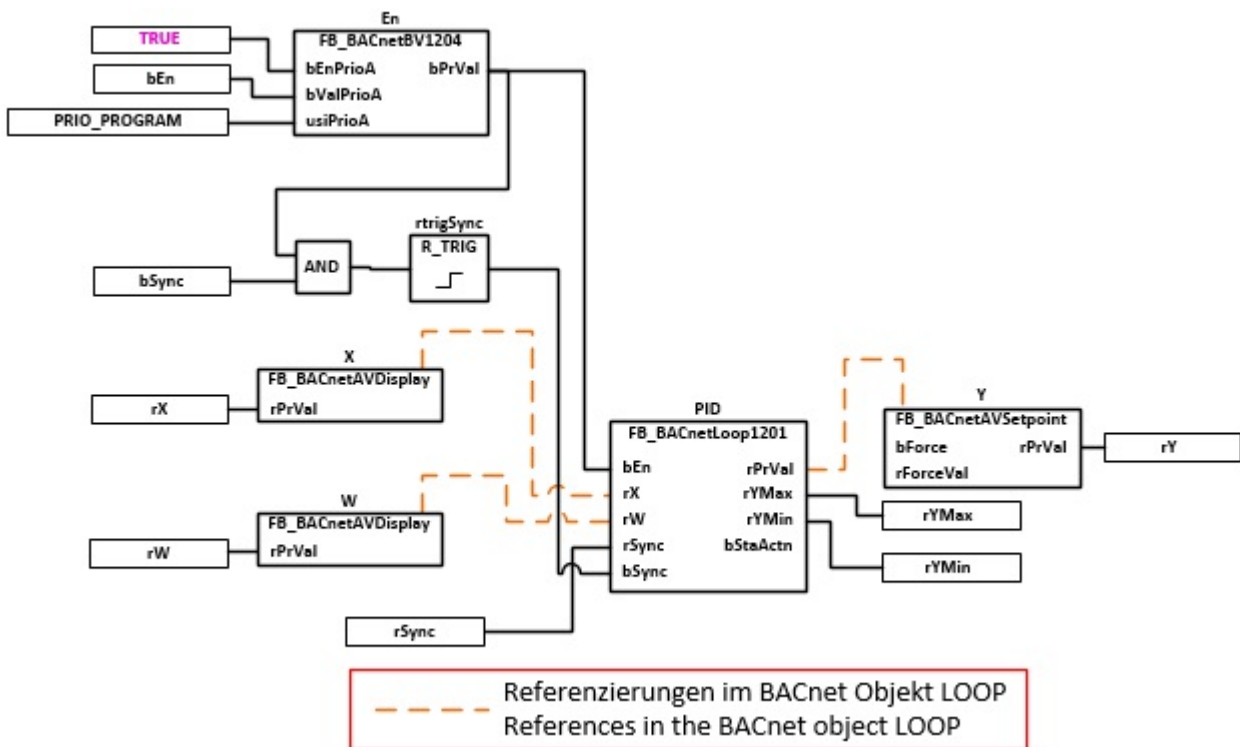 En
TRUE
FB_BACnetBV1204
bEnPrioA bPrVal
bEn
bValPrioA
PRIO_PROGRAM
usiPrioA
rtrigSync
R_TRIG
AND
bSync
X
FB_BACnetAVDisplay
rX
rPrVal
PID
FB_BACnetLoop1201
bEn rPrVal
rX rYMax
rW rYMin
rSync bStaActn
bSync
Y
FB_BACnetAVSetpoint
bForce rPrVal
rForceVal
rY
rYMax
rYMin
W
FB_BACnetAVDisplay
rW
rPrVal
rSync
Referenzierungen im BACnet Objekt LOOP
References in the BACnet object LOOP